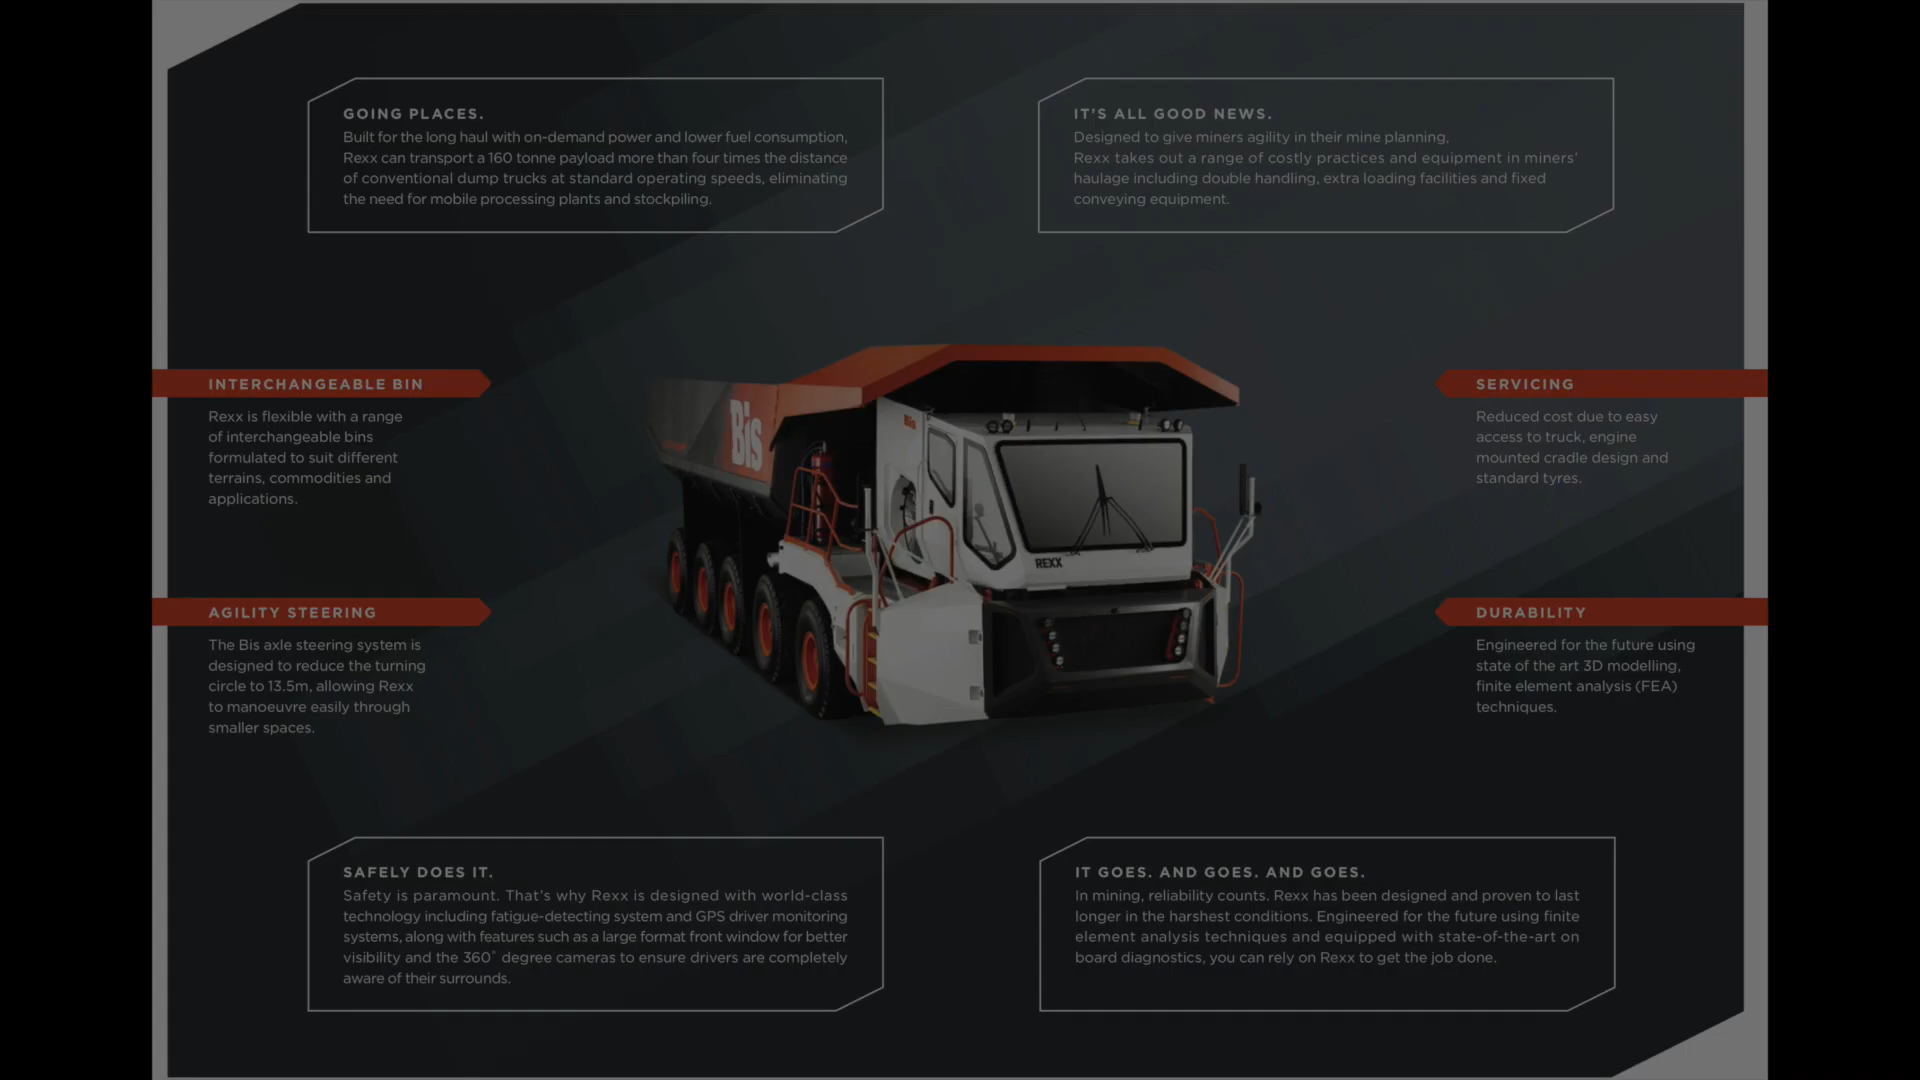 GOING PLACES.
Built for the long haul with on-demand power and lower fuel consumption,
Rexx can transport a 160 tonne payload more than four times the distance
of conventional dump trucks at standard operating speeds, eliminating
the need for mobile processing plants and stockpiling.
IT'S ALL GOOD NEWS.
Designed to give miners agility in their mine planning,
Rexx takes out a range of costly practices and equipment in miners'
haulage including double handling, extra loading facilities and fixed
conveying equipment.
INTERCHANGEABLE BIN
Rexx is flexible with a range
of interchangeable bins
formulated to suit different
terrains, commodities and
applications.
SERVICING
Reduced cost due to easy
access to truck, engine
mounted cradle design and
standard tyres.
Bis
Bis
REXX
AGILITY STEERING
The Bis axle steering system is
designed to reduce the turning
circle to 13.5m, allowing Rexx
to manoeuvre easily through
smaller spaces.
DURABILITY
Engineered for the future using
state of the art 3D modelling,
finite element analysis (FEA)
techniques.
SAFELY DOES IT.
Safety is paramount. That's why Rexx is designed with world-class
technology including fatigue-detecting system and GPS driver monitoring
systems, along with features such as a large format front window for better
visibility and the 360° degree cameras to ensure drivers are completely
aware of their surrounds.
IT GOES. AND GOES. AND GOES.
In mining, reliability counts. Rexx has been designed and proven to last
longer in the harshest conditions. Engineered for the future using finite
element analysis techniques and equipped with state-of-the-art on
board diagnostics, you can rely on Rexx to get the job done.